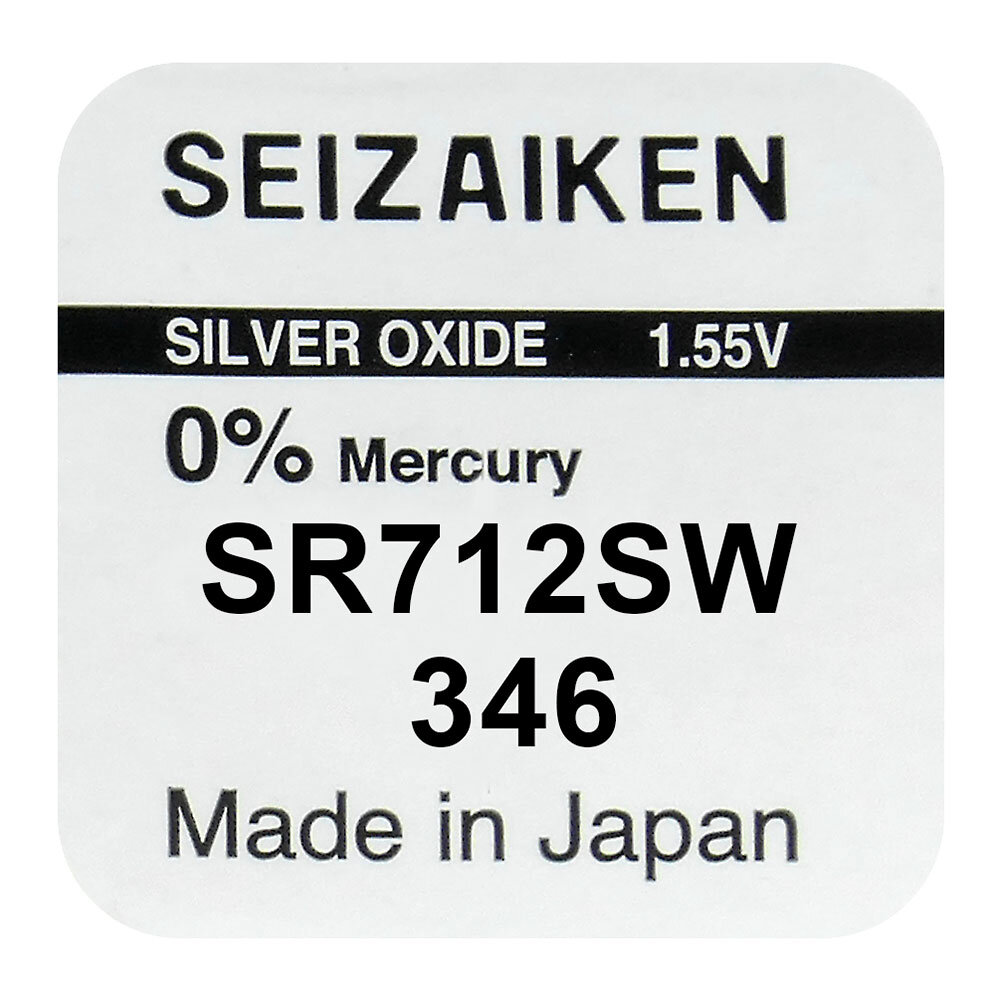 SEIZAIKEN
SILVER OXIDE 1.55V
0% Mercury
SR712SW
346
Made in Japan